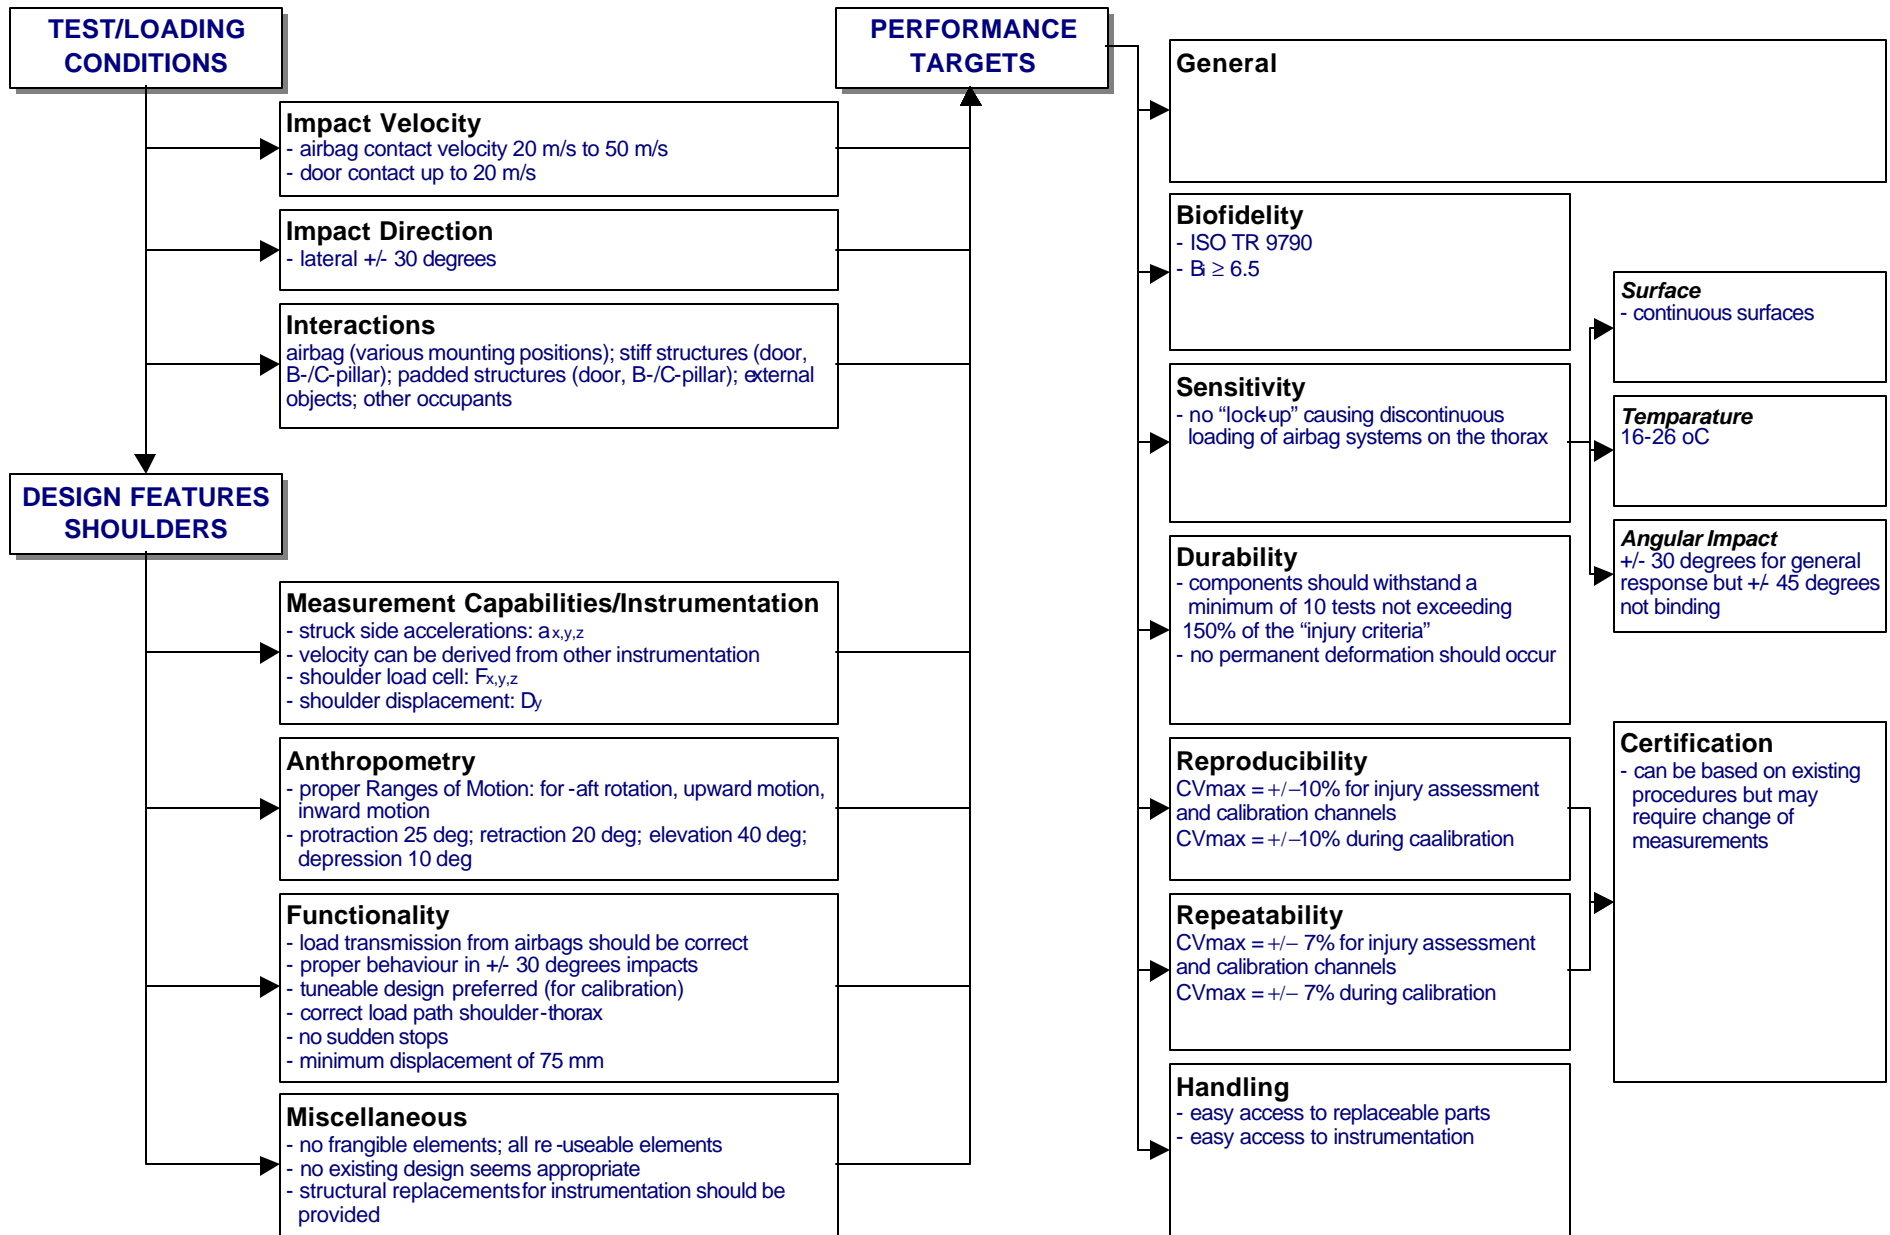 TEST/LOADING
CONDITIONS
Impact Velocity
- airbag contact velocity 20 m/s to 50 m/s
- door contact up to 20 m/s
Impact Direction
- lateral +/- 30 degrees
Interactions
airbag (various mounting positions); stiff structures (door,
B-/C-pillar); padded structures (door, B-/C-pillar); external
objects; other occupants
DESIGN FEATURES
SHOULDERS
Measurement Capabilities/Instrumentation
- struck side accelerations: ax,y,z
- velocity can be derived from other instrumentation
- shoulder load cell: Fx,y,z
- shoulder displacement: Dy
Anthropometry
- proper Ranges of Motion: for-aft rotation, upward motion,
inward motion
- protraction 25 deg; retraction 20 deg; elevation 40 deg;
depression 10 deg
Functionality
- load transmission from airbags should be correct
- proper behaviour in +/- 30 degrees impacts
- tuneable design preferred (for calibration)
- correct load path shoulder-thorax
- no sudden stops
- minimum displacement of 75 mm
Miscellaneous
- no frangible elements; all re-useable elements
- no existing design seems appropriate
- structural replacements for instrumentation should be
provided
PERFORMANCE
TARGETS
General
Biofidelity
- ISO TR 9790
- Bi ≥ 6.5
Sensitivity
- no “lock-up” causing discontinuous
loading of airbag systems on the thorax
Surface
- continuous surfaces
Temparature
16-26 oC
Angular Impact
+/- 30 degrees for general
response but +/- 45 degrees
not binding
Durability
- components should withstand a
minimum of 10 tests not exceeding
150% of the “injury criteria”
- no permanent deformation should occur
Reproducibility
CVmax = +/−10% for injury assessment
and calibration channels
CVmax = +/−10% during caalibration
Repeatability
CVmax = +/− 7% for injury assessment
and calibration channels
CVmax = +/− 7% during calibration
Certification
- can be based on existing
procedures but may
require change of
measurements
Handling
- easy access to replaceable parts
- easy access to instrumentation